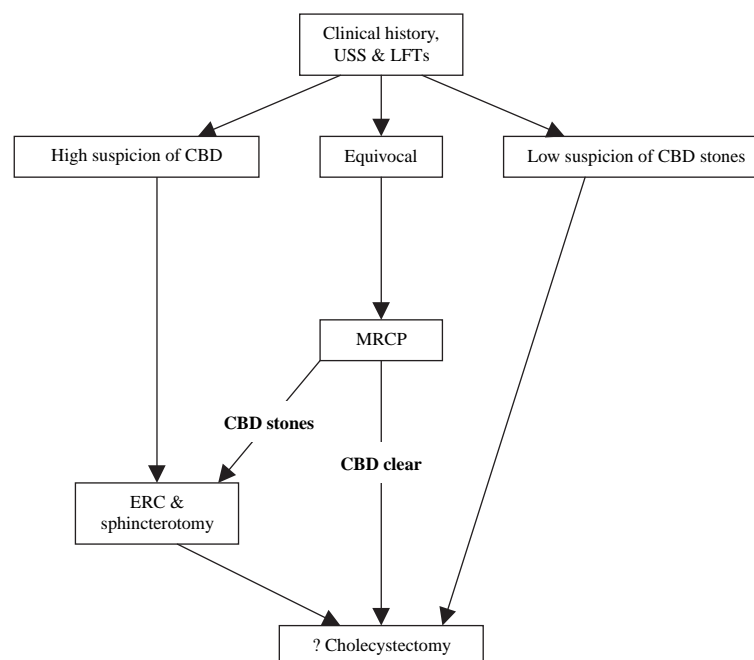 Clinical history,
USS & LFTs
High suspicion of CBD
Equivocal
Low suspicion of CBD stones
MRCP
CBD stones
CBD clear
ERC &
sphincterotomy
? Cholecystectomy